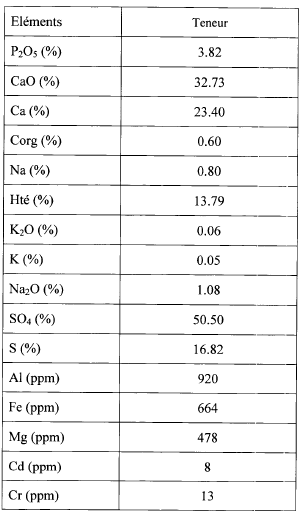 Eléments Teneur
P₂O₅ (%) 3.82
CaO (%) 32.73
Ca (%) 23.40
Corg (%) 0.60
Na (%) 0.80
Hté (%) 13.79
K₂O (%) 0.06
K (%) 0.05
Na₂O (%) 1.08
SO₄ (%) 50.50
S (%) 16.82
Al (ppm) 920
Fe (ppm) 664
Mg (ppm) 478
Cd (ppm) 8
Cr (ppm) 13